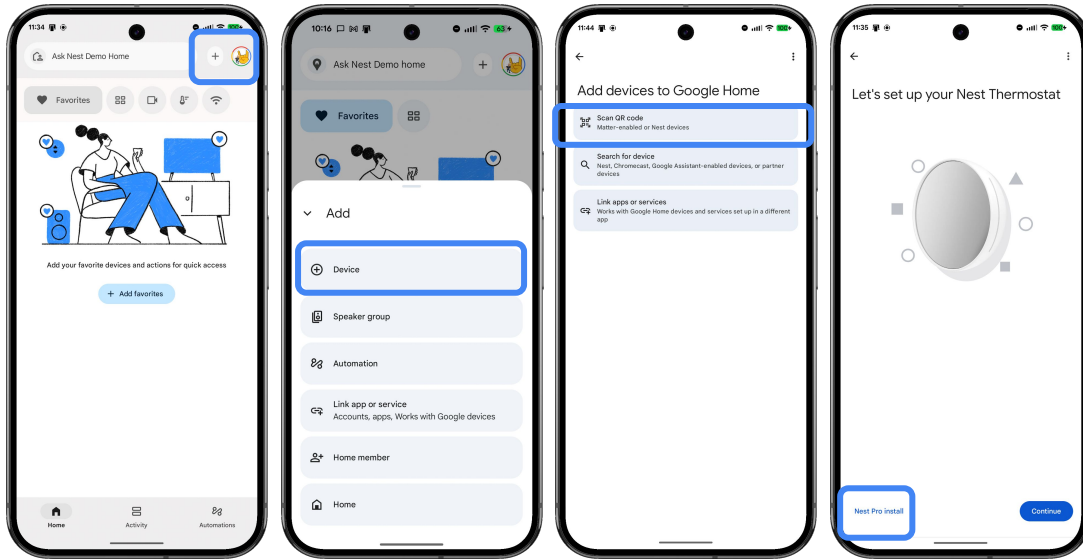 11:34
100+
Ask Nest Demo Home
+
Favorites
Add your favorite devices and actions for quick access
+ Add favorites
Home
Activity
Automations
10:16
63+
Ask Nest Demo home
+
Favorites
Add
Device
Speaker group
Automation
Link app or service
Accounts, apps, Works with Google devices
Home member
Home
11:44
100+
Add devices to Google Home
Scan QR code
Matter-enabled or Nest devices
Search for device
Nest, Chromecast, Google Assistant-enabled devices, or partner
devices
Link apps or services
Works with Google Home devices and services set up in a different
app
11:35
100+
Let's set up your Nest Thermostat
Nest Pro install
Continue